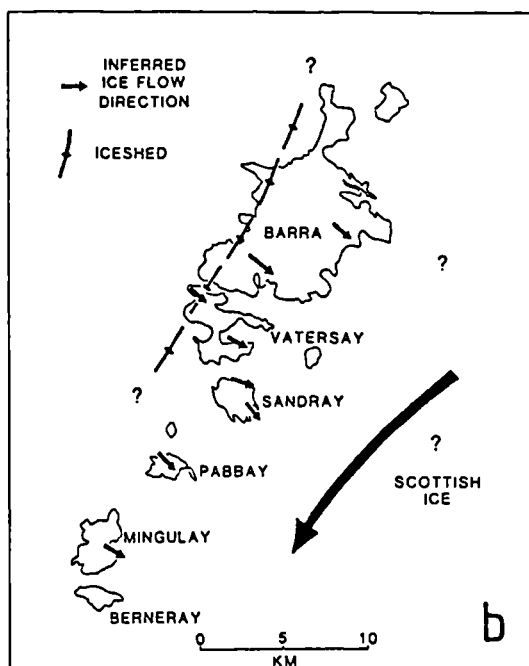 INFERRED
ICE FLOW
DIRECTION
ICESHED
?
BARRA
?
VATERSAY
?
SANDRAY
?
SCOTTISH
ICE
PABBAY
MINGULAY
BERNERAY
0 5 10
KM
b